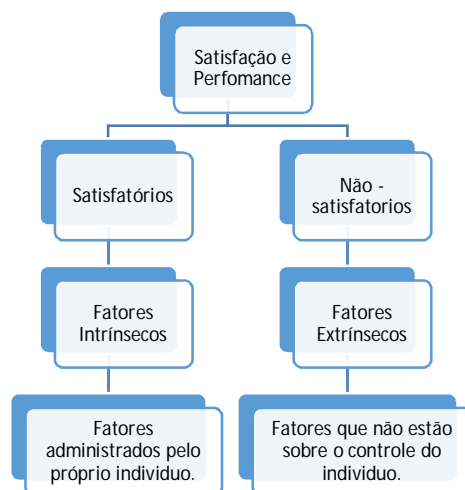 Satisfação e
Perfomance
Satisfatórios
Não -
satisfatorios
Fatores
Intrínsecos
Fatores
Extrínsecos
Fatores
administrados pelo
próprio individuo.
Fatores que não estão
sobre o controle do
individuo.